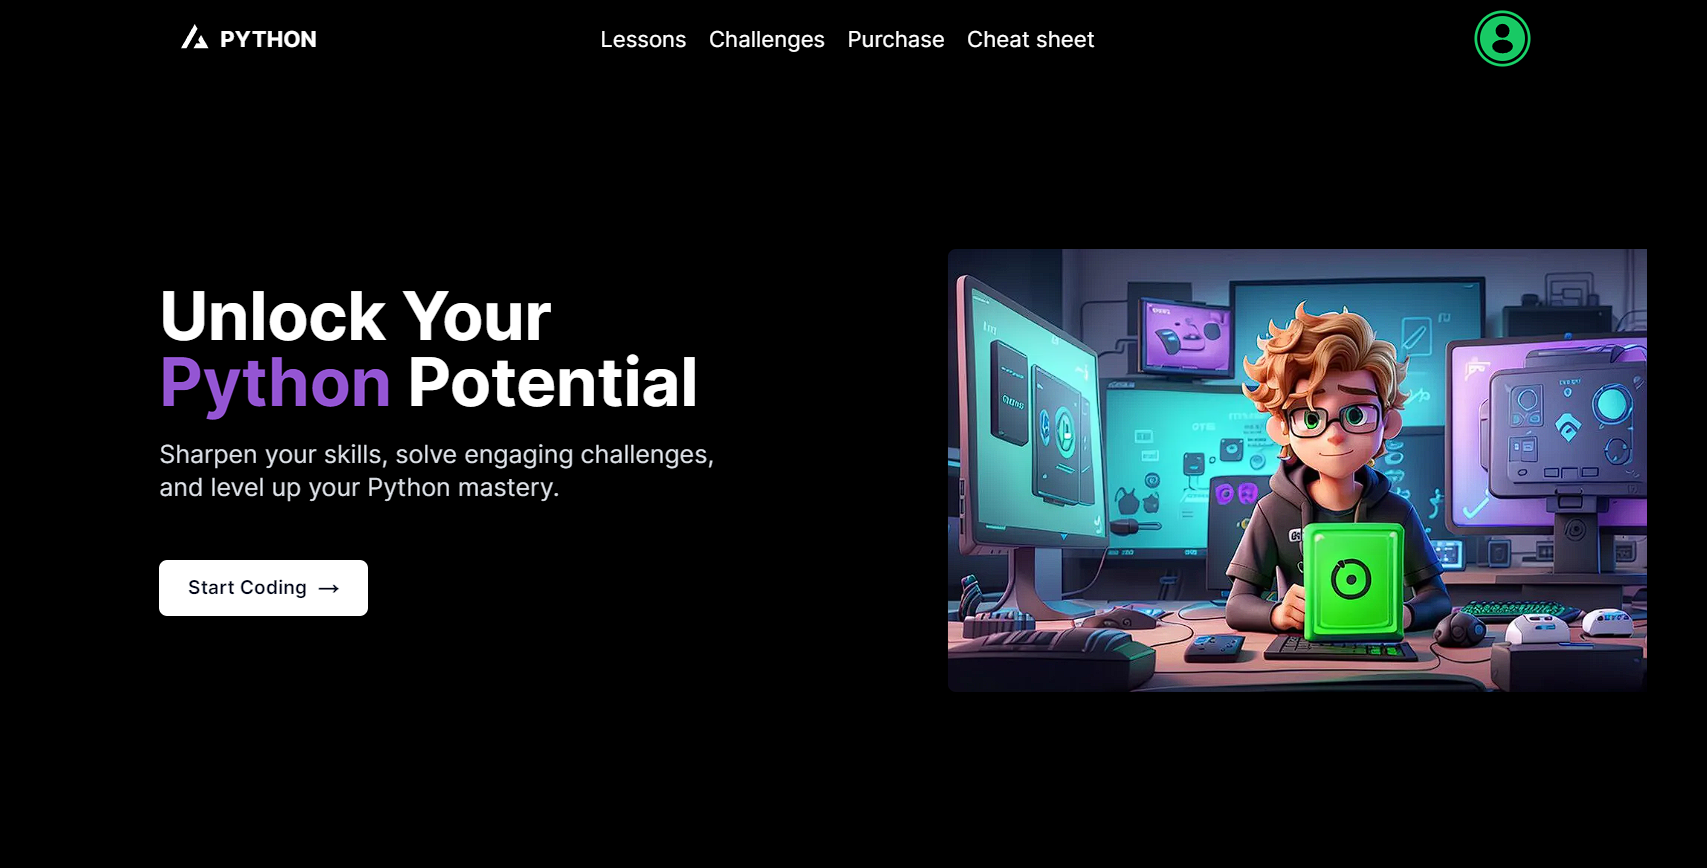 PYTHON
Lessons Challenges Purchase Cheat sheet
Unlock Your
Python Potential
Sharpen your skills, solve engaging challenges,
and level up your Python mastery.
Start Coding →